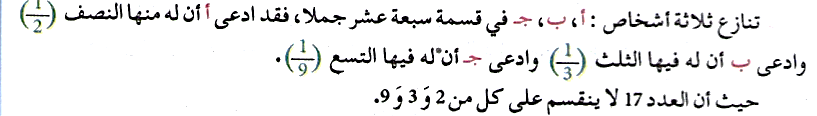 تنازع ثلاثة أشخاص : أ ، ب ، جـ في قسمة سبعة عشر جملا ، فقد ادعى أ أن له منها النصف (1/2)
وادعى ب أن له فيها الثلث (1/3) وادعى جـ أن له فيها التسع (1/9) .
حيث أن العدد 17 لا ينقسم على كل من 2 وَ 3 وَ 9.